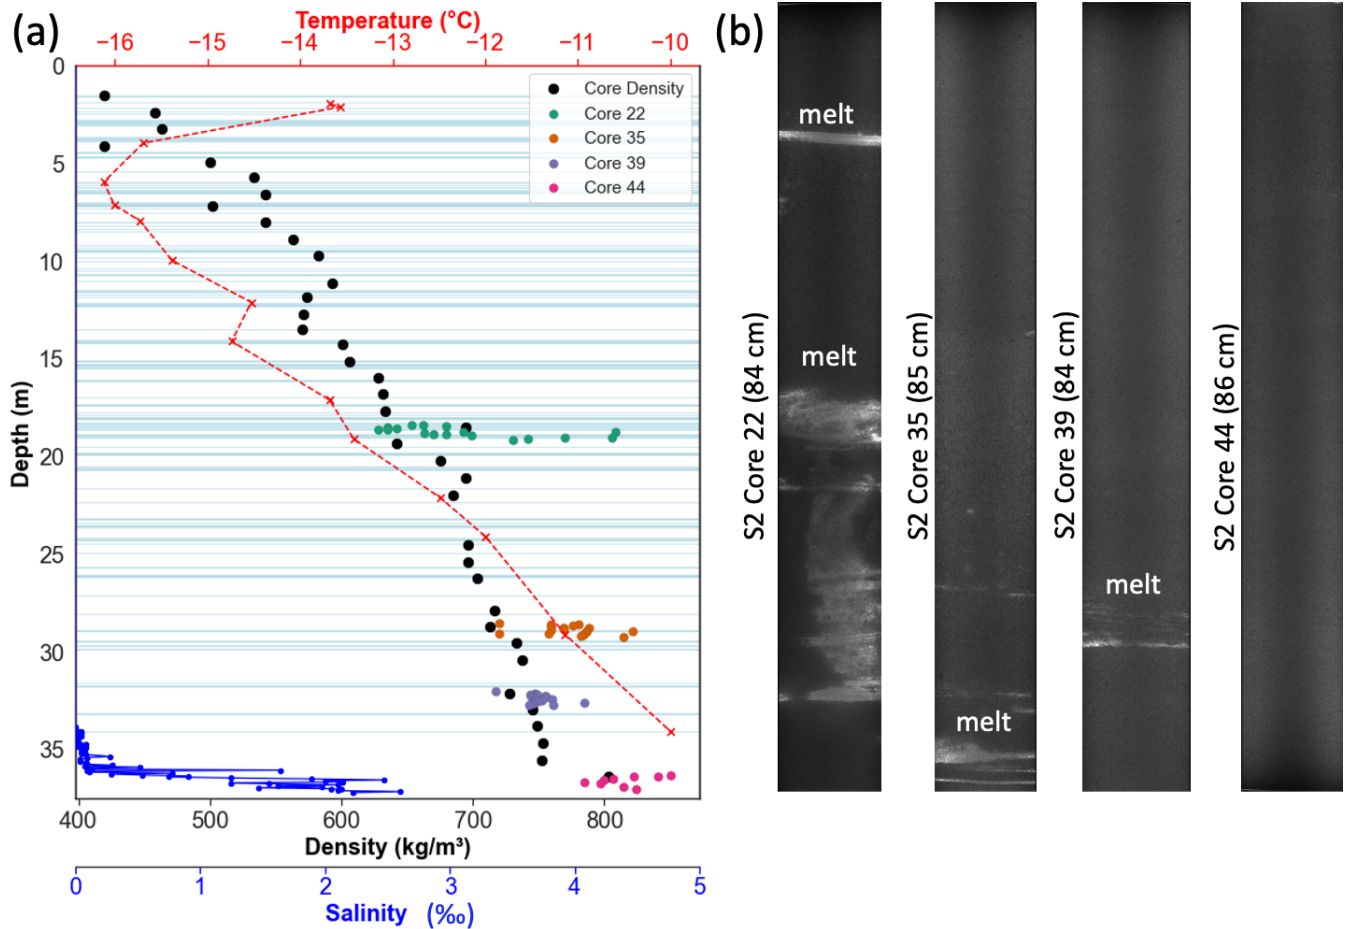 (a)
Temperature (°C)
−16 −15 −14 −13 −12 −11 −10
0
5
10
15
20
25
30
35
Depth (m)
Core Density
Core 22
Core 35
Core 39
Core 44
400 500 600 700 800
Density (kg/m³)
0 1 2 3 4 5
Salinity (‰)
(b)
S2 Core 22 (84 cm)
melt
melt
S2 Core 35 (85 cm)
melt
S2 Core 39 (84 cm)
melt
S2 Core 44 (86 cm)